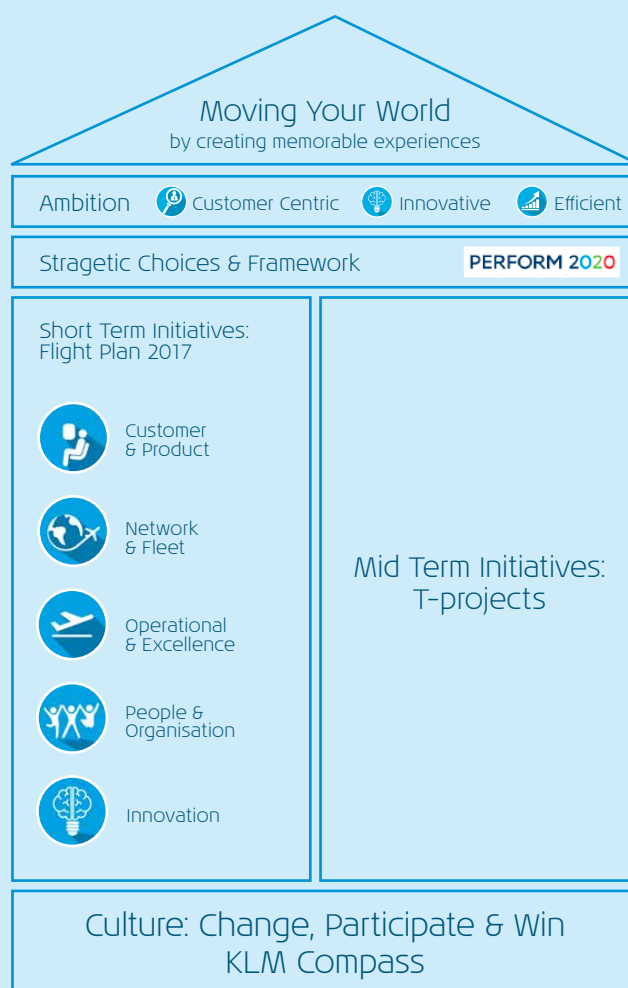 Moving Your World
by creating memorable experiences
Ambition Customer Centric Innovative Efficient
Stragetic Choices & Framework PERFORM 2020
Short Term Initiatives:
Flight Plan 2017
Customer
& Product
Network
& Fleet
Operational
& Excellence
People &
Organisation
Innovation
Mid Term Initiatives:
T-projects
Culture: Change, Participate & Win
KLM Compass